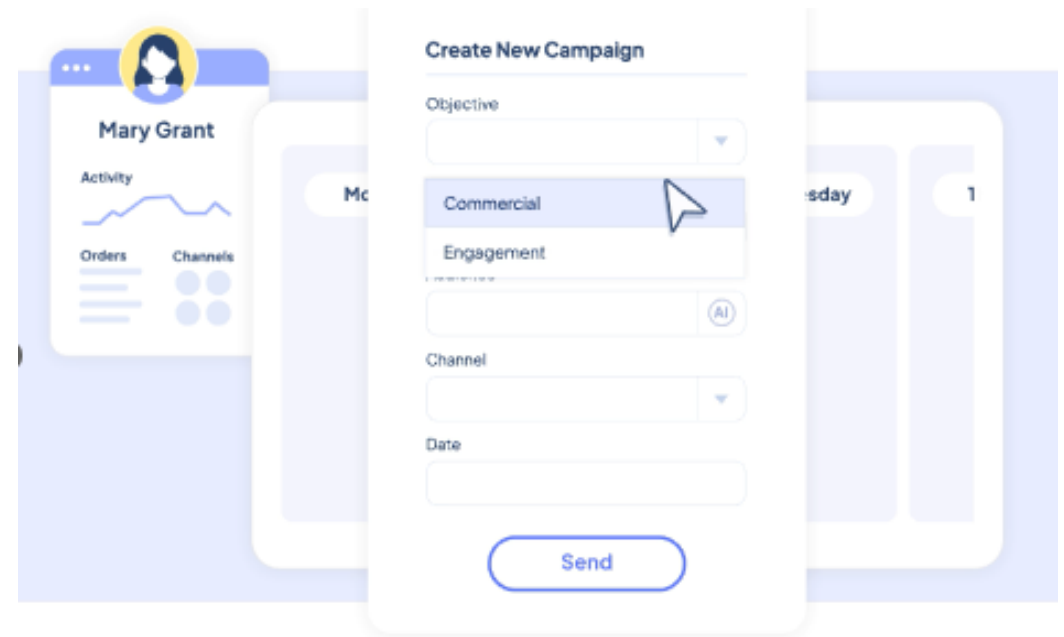 Create New Campaign
Mary Grant
Activity
Orders
Channels
Objective
Commercial
Engagement
Channel
Date
Send